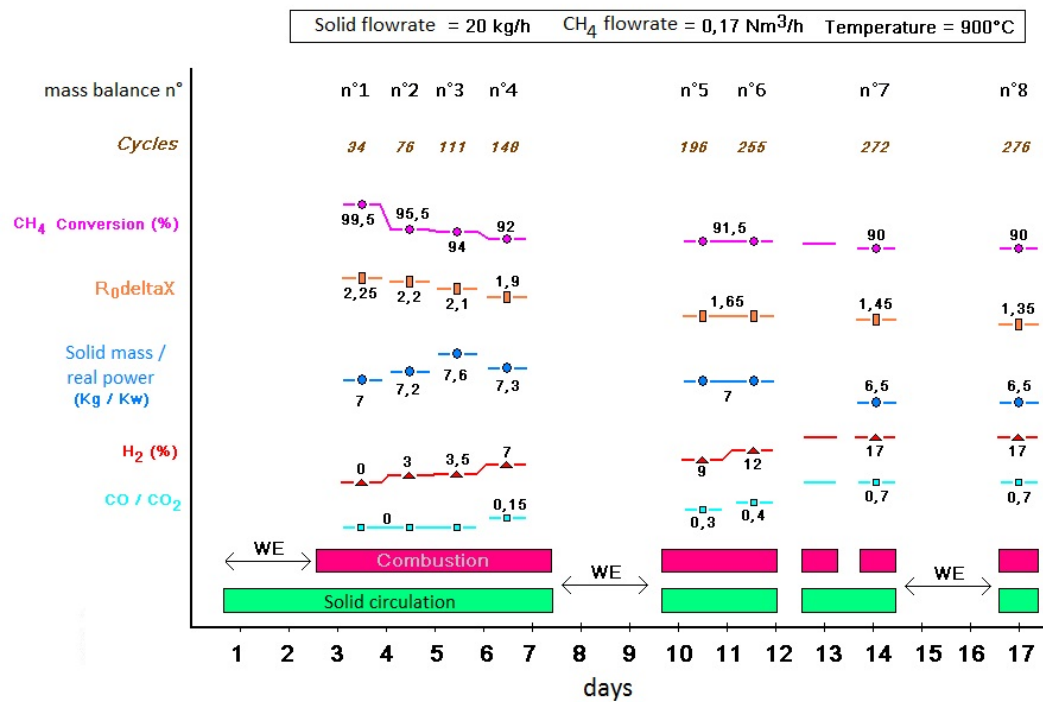 Solid flowrate = 20 kg/h CH₄ flowrate = 0,17 Nm³/h Temperature = 900°C
mass balance n° n°1 n°2 n°3 n°4 n°5 n°6 n°7 n°8
Cycles 34 76 111 148 196 255 272 276
CH₄ Conversion (%) 99,5 95,5 94 92 91,5 90 90
R₀deltaX 2,25 2,2 2,1 1,9 1,65 1,45 1,35
Solid mass /
real power
(Kg / Kw) 7 7,2 7,6 7,3 7 6,5 6,5
H₂ (%) 0 3 3,5 7 9 12 17 17
CO / CO₂ 0 0,15 0,3 0,4 0,7 0,7
WE Combustion WE WE
Solid circulation
1 2 3 4 5 6 7 8 9 10 11 12 13 14 15 16 17
days